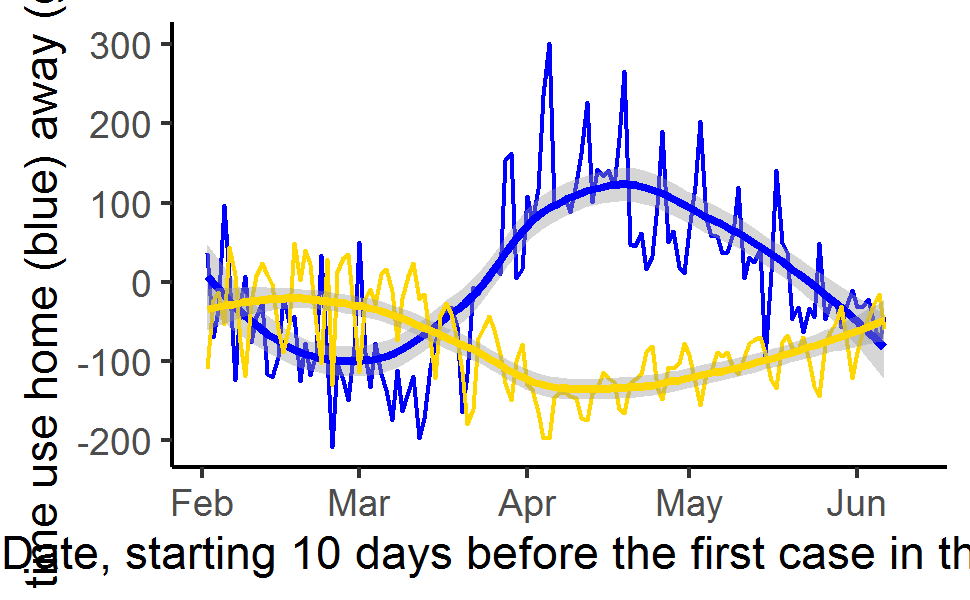 time use home (blue) away (
300
200
100
0
-100
-200
Feb Mar Apr May Jun
Date, starting 10 days before the first case in th